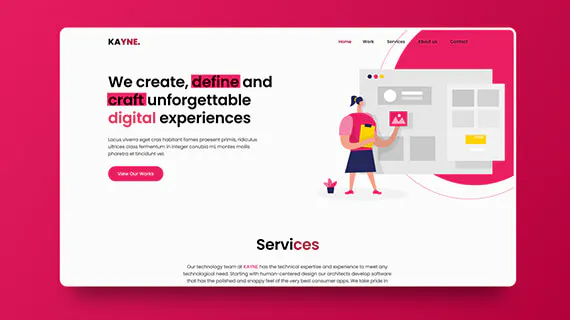 KAYNE.
Home Work Services About us Contact
We create, define and
craft unforgettable
digital experiences
Locus viverra eget cras habitant fames praesent primis, ridiculus
ultrices class fermentum in integer conubia mi, montes mollis
pharetra et tincidunt vel.
View Our Works
Services
Our technology team at KAYNE has the technical expertise and experience to meet any
technological need. Starting with human-centered design our architects develop software
that has the polished and snappy feel of the very best consumer apps. We take pride in